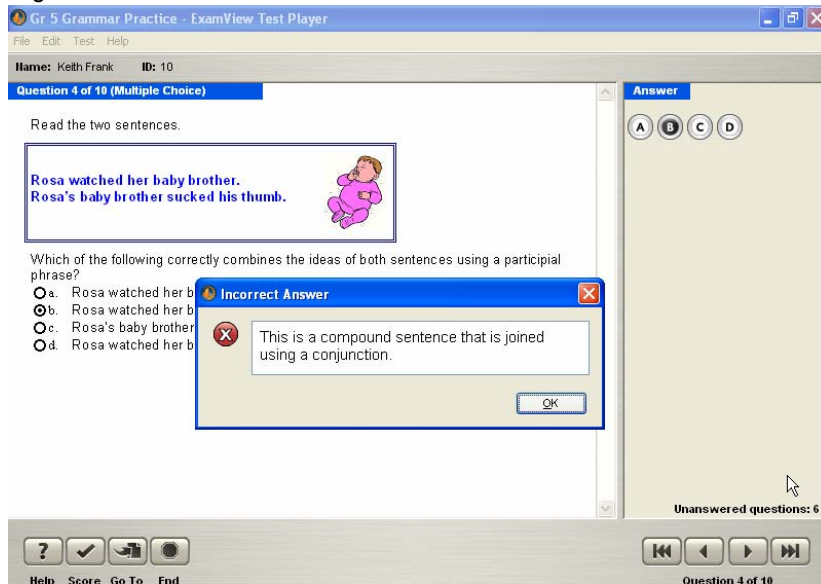 Gr 5 Grammar Practice - ExamView Test Player
File Edit Test Help
Name: Keith Frank ID: 10
Question 4 of 10 (Multiple Choice)
Read the two sentences.
Rosa watched her baby brother.
Rosa's baby brother sucked his thumb.
Which of the following correctly combines the ideas of both sentences using a participial
phrase?
a. Rosa watched her b
b. Rosa watched her b
c. Rosa's baby brother
d. Rosa watched her b
Incorrect Answer
This is a compound sentence that is joined
using a conjunction.
OK
Answer
A B C D
Unanswered questions: 6
? 
Help Score Go To End
Question 4 of 10